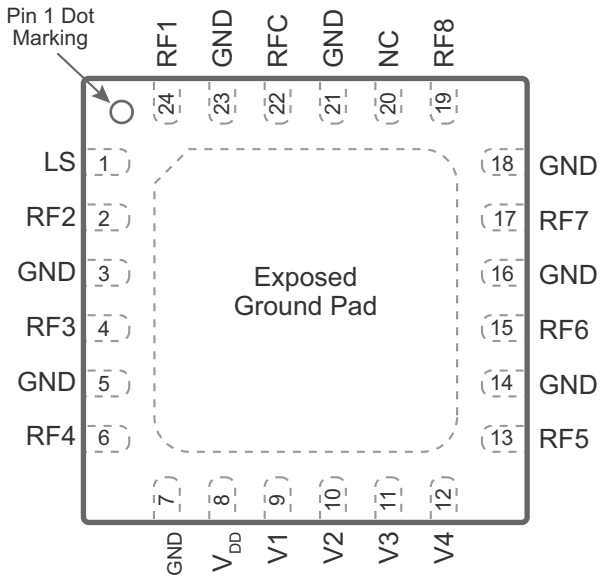 Pin 1 Dot
Marking
RF1
GND
RFC
GND
NC
RF8
24
23
22
21
20
19
LS 1
RF2 2
GND 3
RF3 4
GND 5
RF4 6
18 GND
17 RF7
16 GND
15 RF6
14 GND
13 RF5
Exposed
Ground Pad
7
8
9
10
11
12
GND
VDD
V1
V2
V3
V4